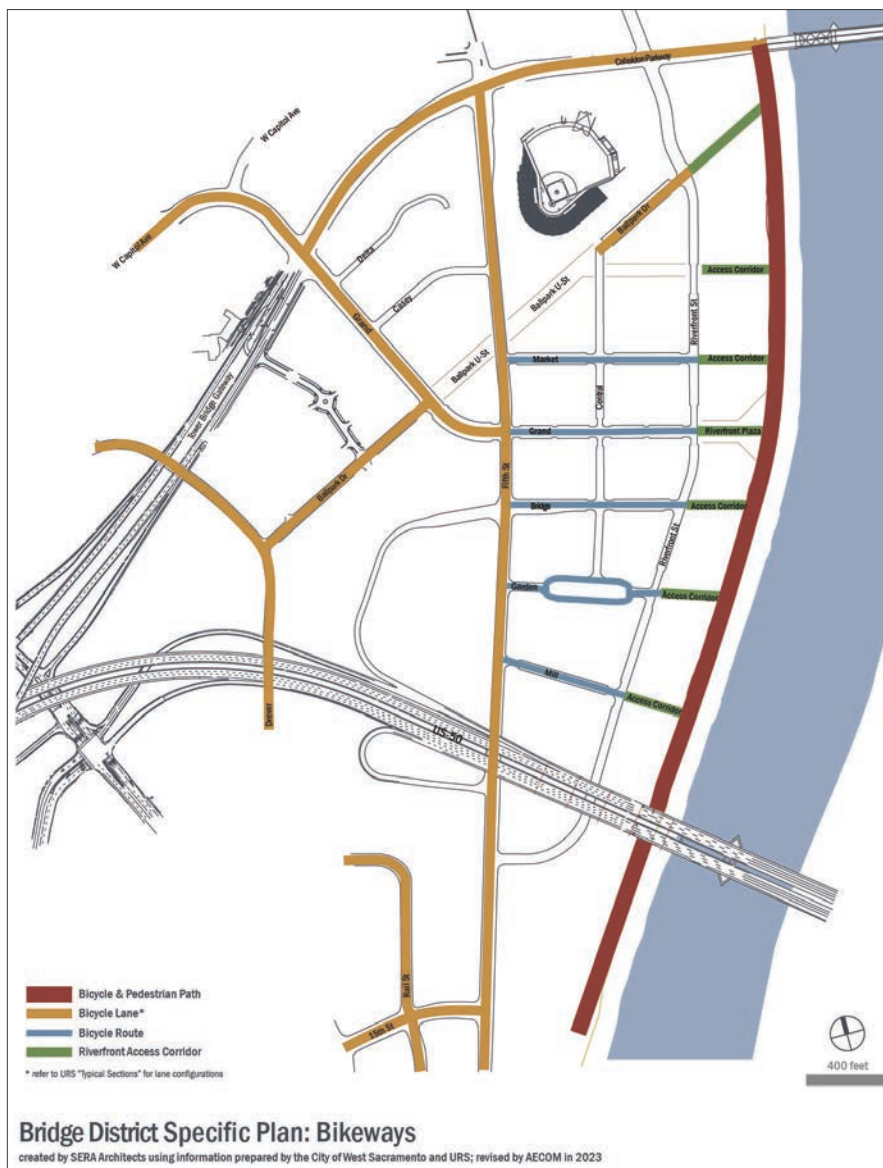 Cabaldon Parkway
W Capitol Ave
W Capitol Ave
Ballpark Dr
Delta
Access Corridor
Casey
Ballpark U-St
Riverfront St
Grand
Ballpark U-St
Market
Access Corridor
Tower Bridge Gateway
Central
Grand
Riverfront Plaza
Ballpark Dr
Fifth St
Bridge
Access Corridor
Riverfront St
Garden
Access Corridor
Mill
Access Corridor
Drever
US-50
Rail St
15th St
Bicycle & Pedestrian Path
Bicycle Lane*
Bicycle Route
Riverfront Access Corridor
* refer to URS "Typical Sections" for lane configurations
400 feet
Bridge District Specific Plan: Bikeways
created by SERA Architects using information prepared by the City of West Sacramento and URS; revised by AECOM in 2023